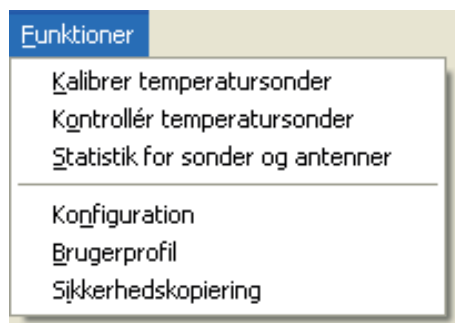 Funktioner
Kalibrer temperatursonder
Kontrollér temperatursonder
Statistik for sonder og antenner
Konfiguration
Brugerprofil
Sikkerhedskopiering